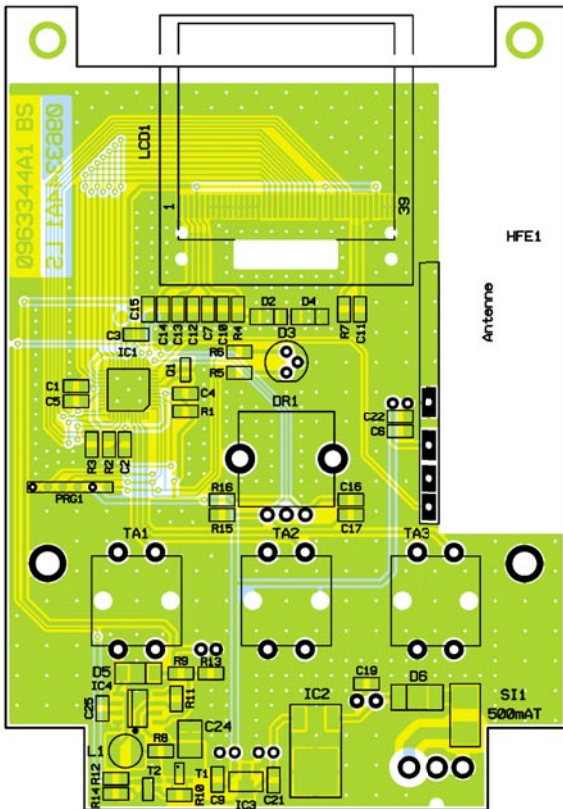 0963344A1 BS
0963344A1 LS
LCD1
1
39
HFE1
Antenne
C15
C14
C13
C12
C7
C10
R4
D2
D4
R7
C11
C3
IC1
Q1
R6
R5
D3
C1
C5
C4
R1
DR1
C22
C6
R3
R2
C2
PRG1
R16
R15
C16
C17
TA1
TA2
TA3
D5
R9
R13
IC4
R11
C25
C24
L1
R8
R12
R14
T2
T1
R10
C9
IC3
C21
IC2
C19
D6
SI1
500mAT